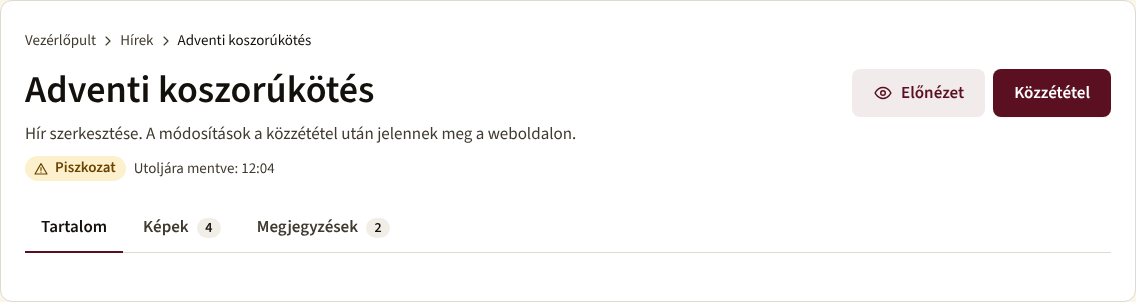 Vezérlőpult > Hírek > Adventi koszorúkötés
Adventi koszorúkötés
Előnézet
Közzététel
Hír szerkesztése. A módosítások a közzététel után jelennek meg a weboldalon.
Piszkozat Utoljára mentve: 12:04
Tartalom Képek 4 Megjegyzések 2